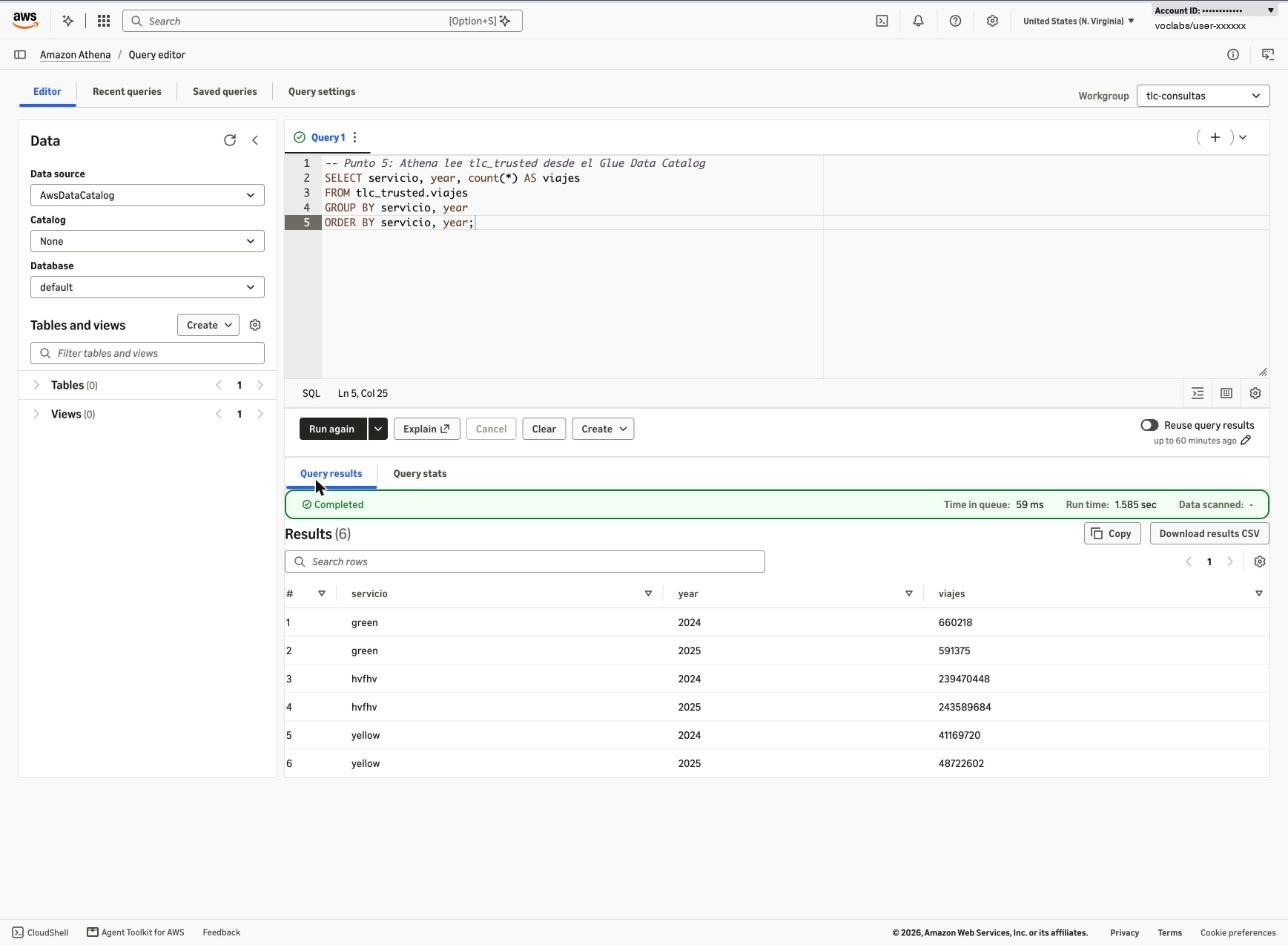 aws
Search [Option+S]
United States (N. Virginia)
Account ID: ••••••••••••
voclabs/user-xxxxxx
Amazon Athena / Query editor
Editor Recent queries Saved queries Query settings
Workgroup tlc-consultas
Data
Data source
AwsDataCatalog
Catalog
None
Database
default
Tables and views Create
Filter tables and views
Tables (0) 1
Views (0) 1
Query 1
1 -- Punto 5: Athena lee tlc_trusted desde el Glue Data Catalog
2 SELECT servicio, year, count(*) AS viajes
3 FROM tlc_trusted.viajes
4 GROUP BY servicio, year
5 ORDER BY servicio, year;
SQL Ln 5, Col 25
Run again Explain Cancel Clear Create
Reuse query results
up to 60 minutes ago
Query results Query stats
Completed Time in queue: 59 ms Run time: 1.585 sec Data scanned: -
Results (6) Copy Download results CSV
Search rows 1
# servicio year viajes
1 green 2024 660218
2 green 2025 591375
3 hvfhv 2024 239470448
4 hvfhv 2025 243589684
5 yellow 2024 41169720
6 yellow 2025 48722602
CloudShell Agent Toolkit for AWS Feedback © 2026, Amazon Web Services, Inc. or its affiliates. Privacy Terms Cookie preferences